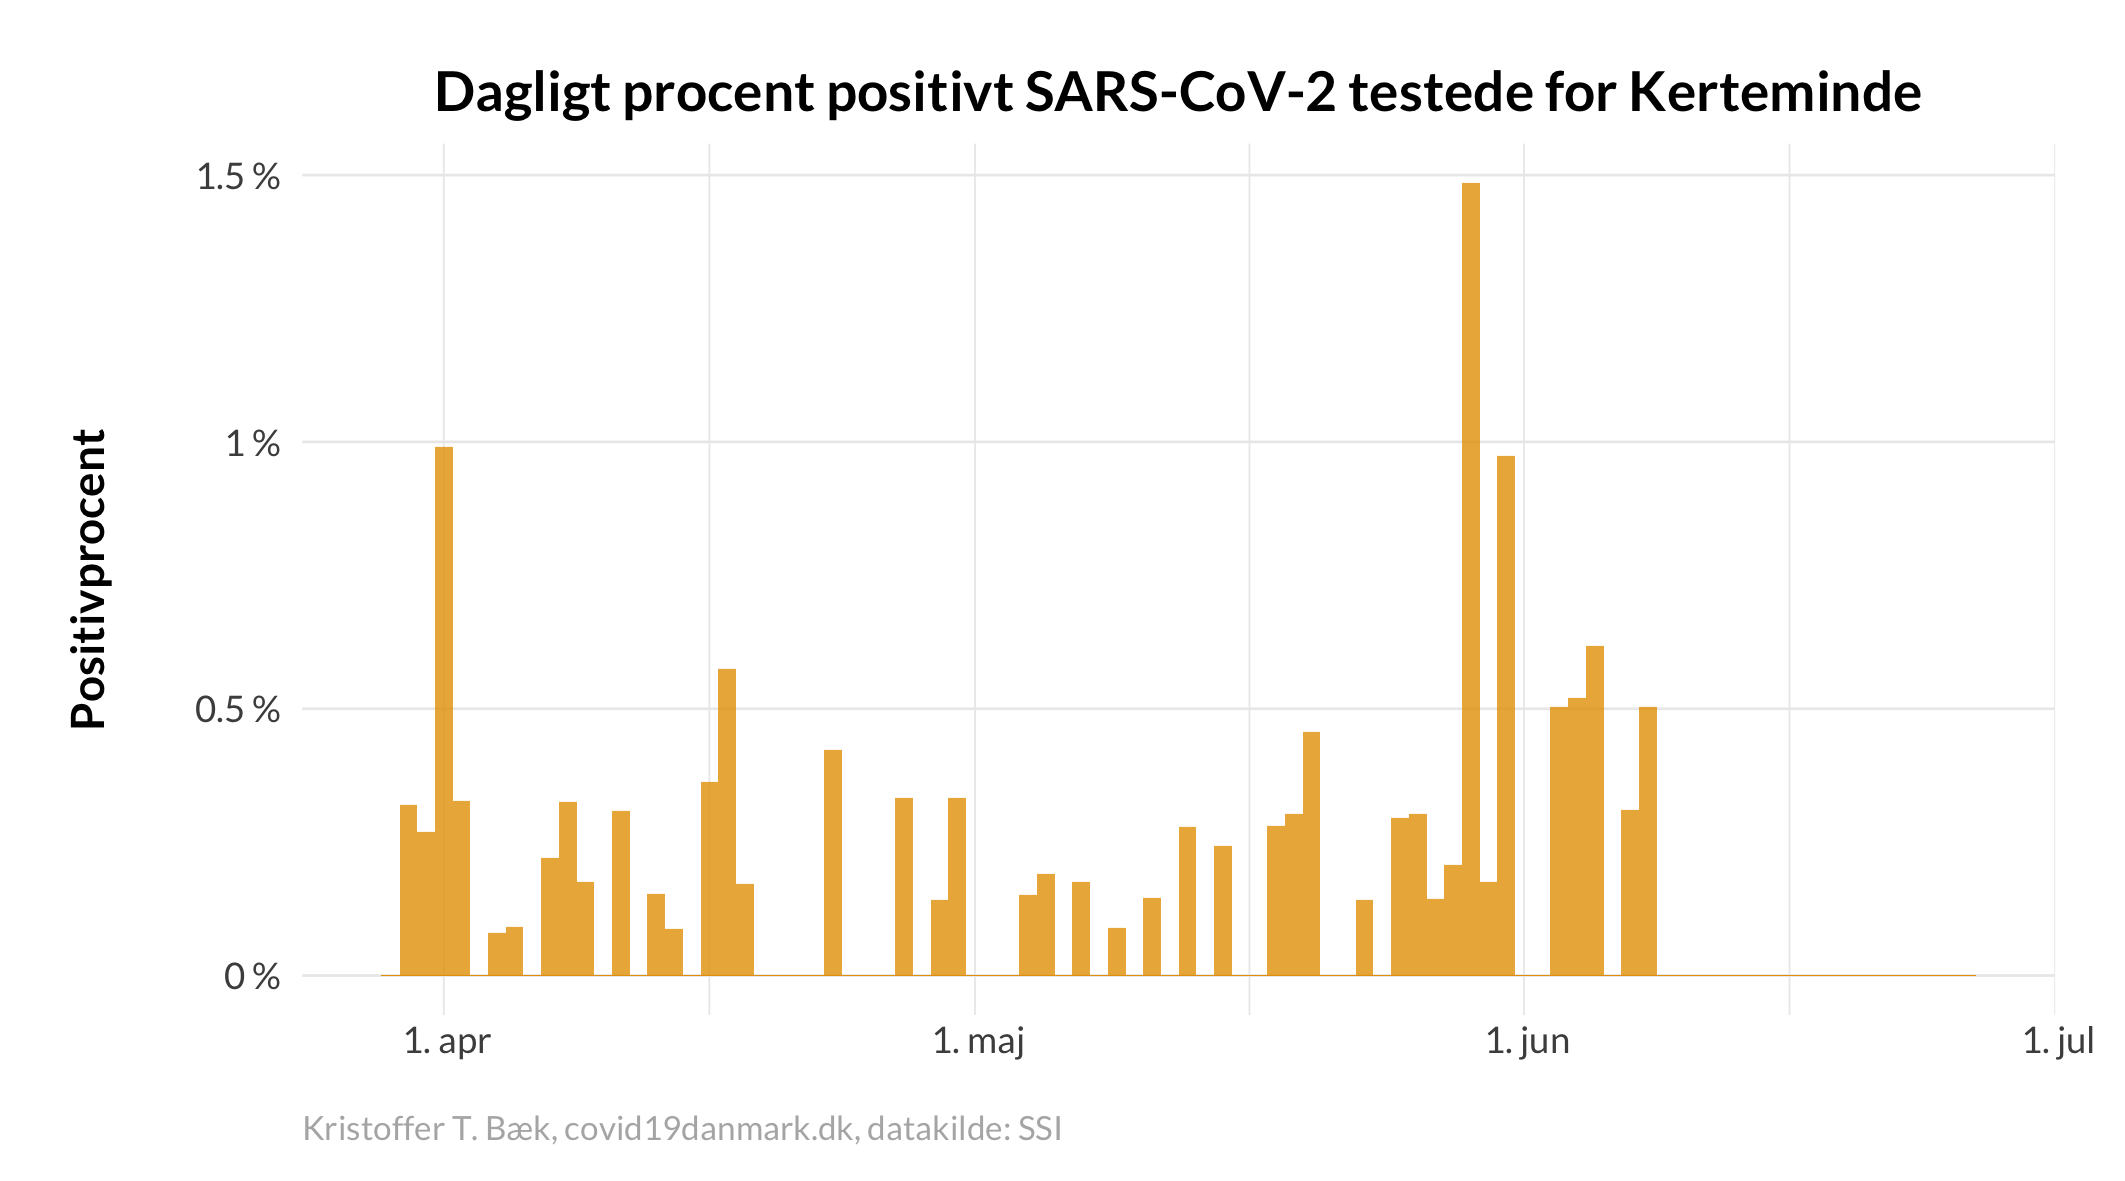 Dagligt procent positivt SARS-CoV-2 testede for Kerteminde
Positivprocent
1.5 %
1 %
0.5 %
0 %
1. apr
1. maj
1. jun
1. jul
Kristoffer T. Bæk, covid19danmark.dk, datakilde: SSI